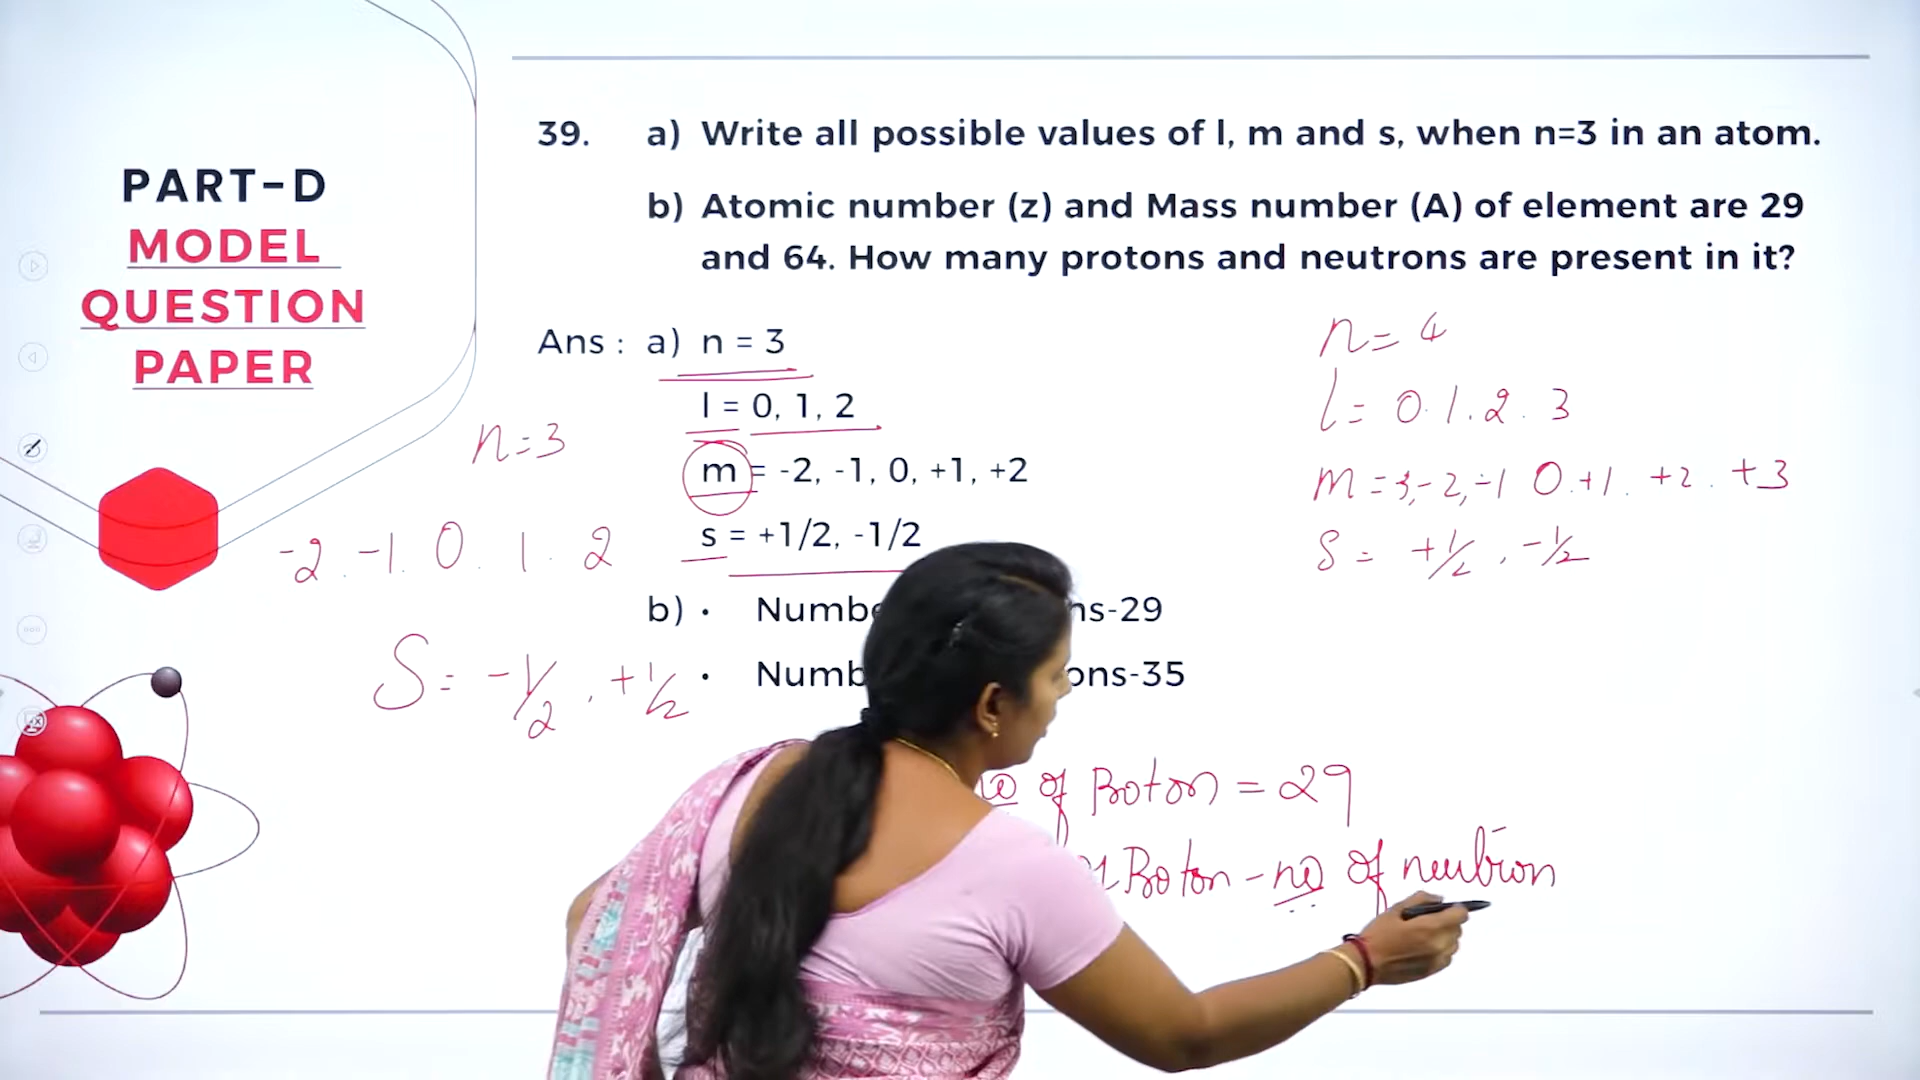 PART-D
MODEL
QUESTION
PAPER
39. a) Write all possible values of l, m and s, when n=3 in an atom.
b) Atomic number (z) and Mass number (A) of element are 29
and 64. How many protons and neutrons are present in it?
Ans : a) n = 3
l = 0, 1, 2
m = -2, -1, 0, +1, +2
s = +1/2, -1/2
b) • Numbe ns-29
• Numb ons-35
n=3
-2. -1. 0. 1. 2
S = -1/2, +1/2
n= 4
l= 0. 1. 2. 3
m = 3,-2,-1 0.+1. +2. +3
S = +1/2, -1/2
no of Proton = 29
Proton - no of neutron